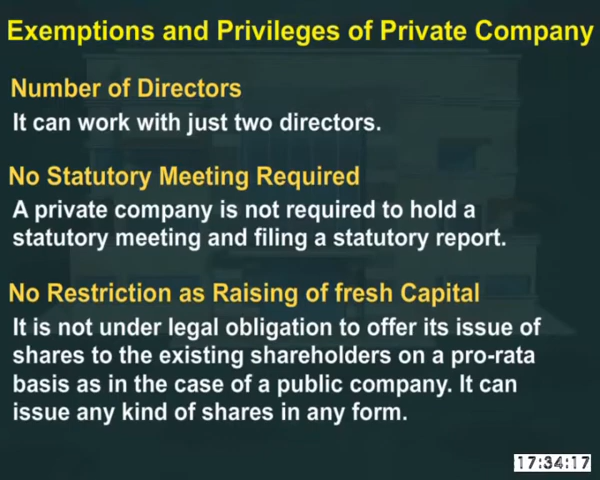 Exemptions and Privileges of Private Company
Number of Directors
It can work with just two directors.
No Statutory Meeting Required
A private company is not required to hold a
statutory meeting and filing a statutory report.
No Restriction as Raising of fresh Capital
It is not under legal obligation to offer its issue of
shares to the existing shareholders on a pro-rata
basis as in the case of a public company. It can
issue any kind of shares in any form.
17:34:17